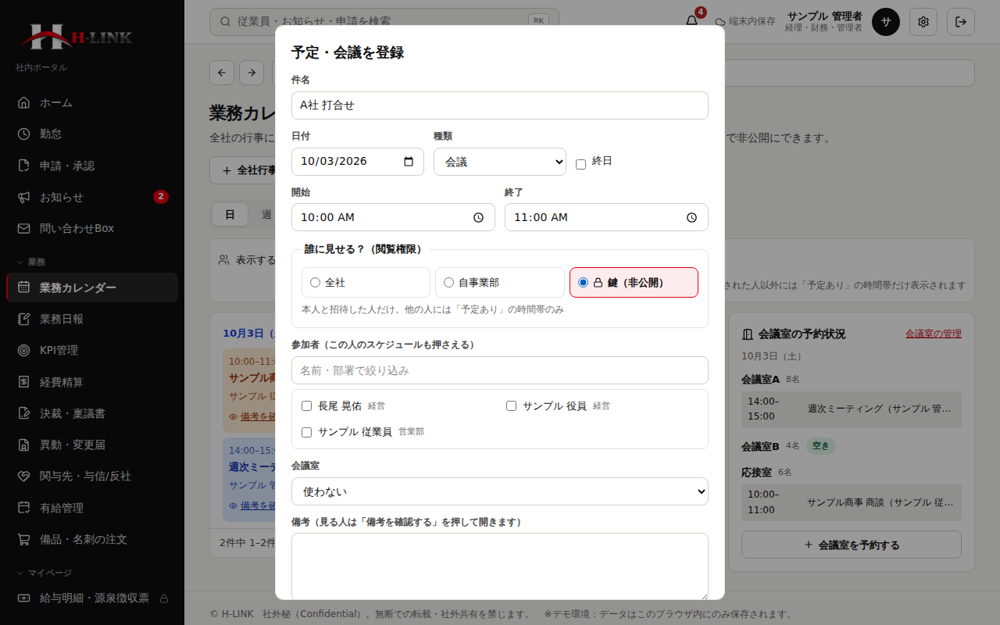 H-LINK
社内ポータル
ホーム
勤怠
申請・承認
お知らせ
2
問い合わせBox
業務
業務カレンダー
業務日報
KPI管理
経費精算
決裁・稟議書
異動・変更届
関与先・与信/反社
有給管理
備品・名刺の注文
マイページ
給与明細・源泉徴収票
従業員・お知らせ・申請を検索
⌘K
4
端末内保存
サンプル 管理者
経理・財務・管理者
サ
業務カレ
全社の行事に
で非公開にできます。
全社行事
日
週
表示する
された人以外には「予定あり」の時間帯だけ表示されます
10月3日（
10:00–11:
サンプル商
サンプル 従
備考を確
14:00–15:
週次ミーテ
サンプル 管
備考を確
2件中 1–2件
予定・会議を登録
件名
A社 打合せ
日付
種類
10/03/2026
会議
終日
開始
終了
10:00 AM
11:00 AM
誰に見せる？（閲覧権限）
全社
自事業部
鍵（非公開）
本人と招待した人だけ。他の人には「予定あり」の時間帯のみ
参加者（この人のスケジュールも押さえる）
名前・部署で絞り込み
長尾 晃佑 経営
サンプル 役員 経営
サンプル 従業員 営業部
会議室
使わない
備考（見る人は「備考を確認する」を押して開きます）
会議室の予約状況
会議室の管理
10月3日（土）
会議室A 8名
14:00–
15:00
週次ミーティング（サンプル 管…
会議室B 4名 空き
応接室 6名
10:00–
11:00
サンプル商事 商談（サンプル 従…
会議室を予約する
© H-LINK 社外秘（Confidential）。無断での転載・社外共有を禁じます。 ※デモ環境：データはこのブラウザ内にのみ保存されます。